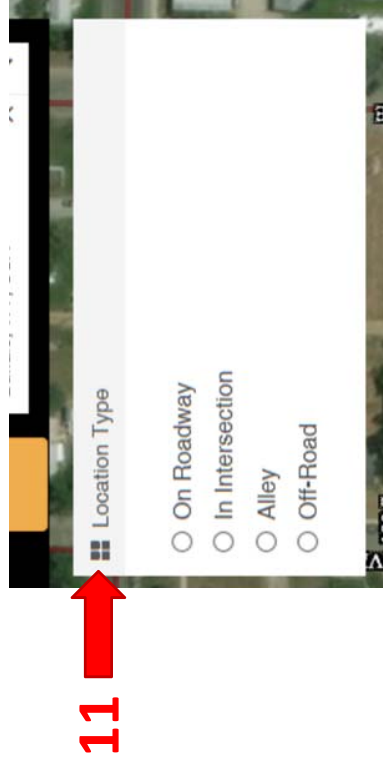 11
Location Type
On Roadway
In Intersection
Alley
Off-Road